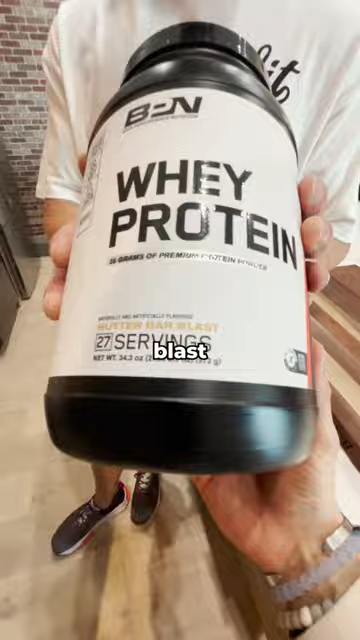 BPN
WHEY
PROTEIN
25 GRAMS OF PREMIUM PROTEIN POWDER
NATURALLY AND ARTIFICIALLY FLAVORED
BUTTER BAR BLAST
27 SERVINGS
NET WT. 34.3 OZ
blast